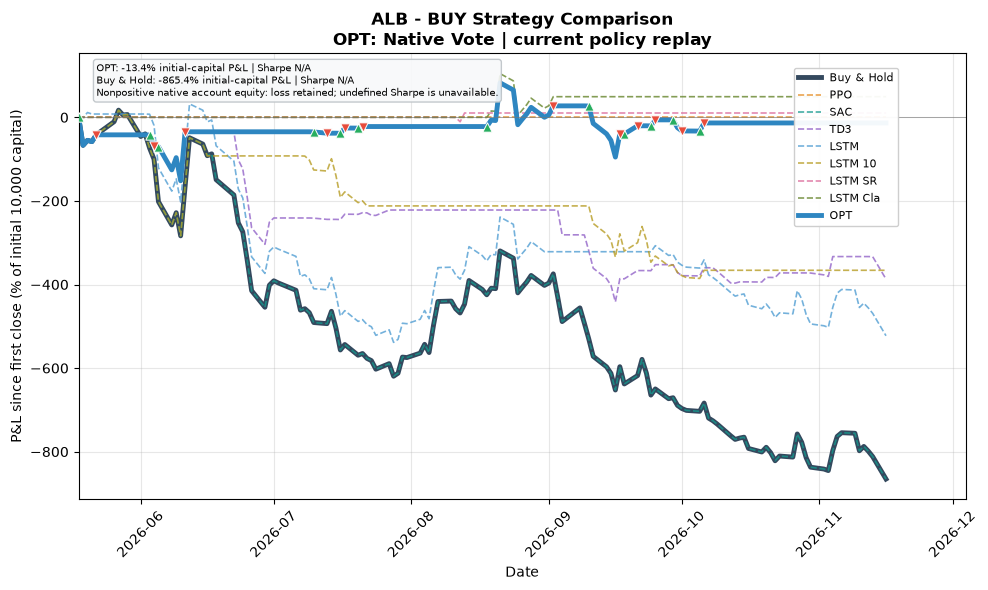 ALB - BUY Strategy Comparison
OPT: Native Vote | current policy replay
OPT: -13.4% initial-capital P&L | Sharpe N/A
Buy & Hold: -865.4% initial-capital P&L | Sharpe N/A
Nonpositive native account equity: loss retained; undefined Sharpe is unavailable.
Buy & Hold
PPO
SAC
TD3
LSTM
LSTM 10
LSTM SR
LSTM Cla
OPT
P&L since first close (% of initial 10,000 capital)
0
−200
−400
−600
−800
2026-06
2026-07
2026-08
2026-09
2026-10
2026-11
2026-12
Date